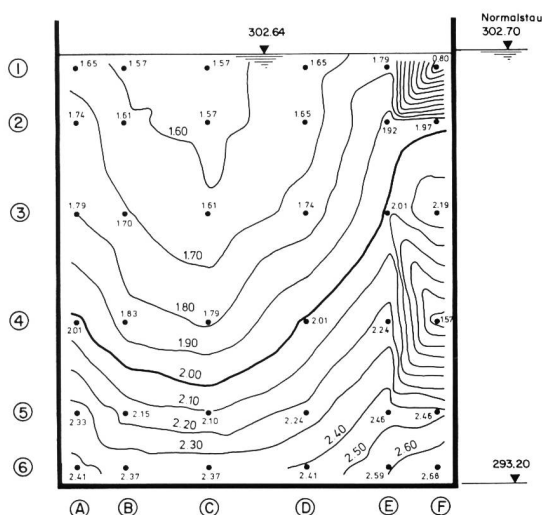 Normalstau
302.64 302.70
① 1.65 1.57 1.57 1.65 1.79 0.80
② 1.74 1.61 1.57 1.65 1.92 1.97
1.60
③ 1.79 1.70 1.61 1.74 2.01 2.19
1.70
1.80
④ 2.01 1.83 1.79 2.01 2.24 1.57
1.90
2.00
2.10
⑤ 2.33 2.15 2.10 2.24 2.46 2.46
2.20
2.30 2.40 2.50 2.60
⑥ 2.41 2.37 2.37 2.41 2.59 2.66 293.20
Ⓐ Ⓑ Ⓒ Ⓓ Ⓔ Ⓕ